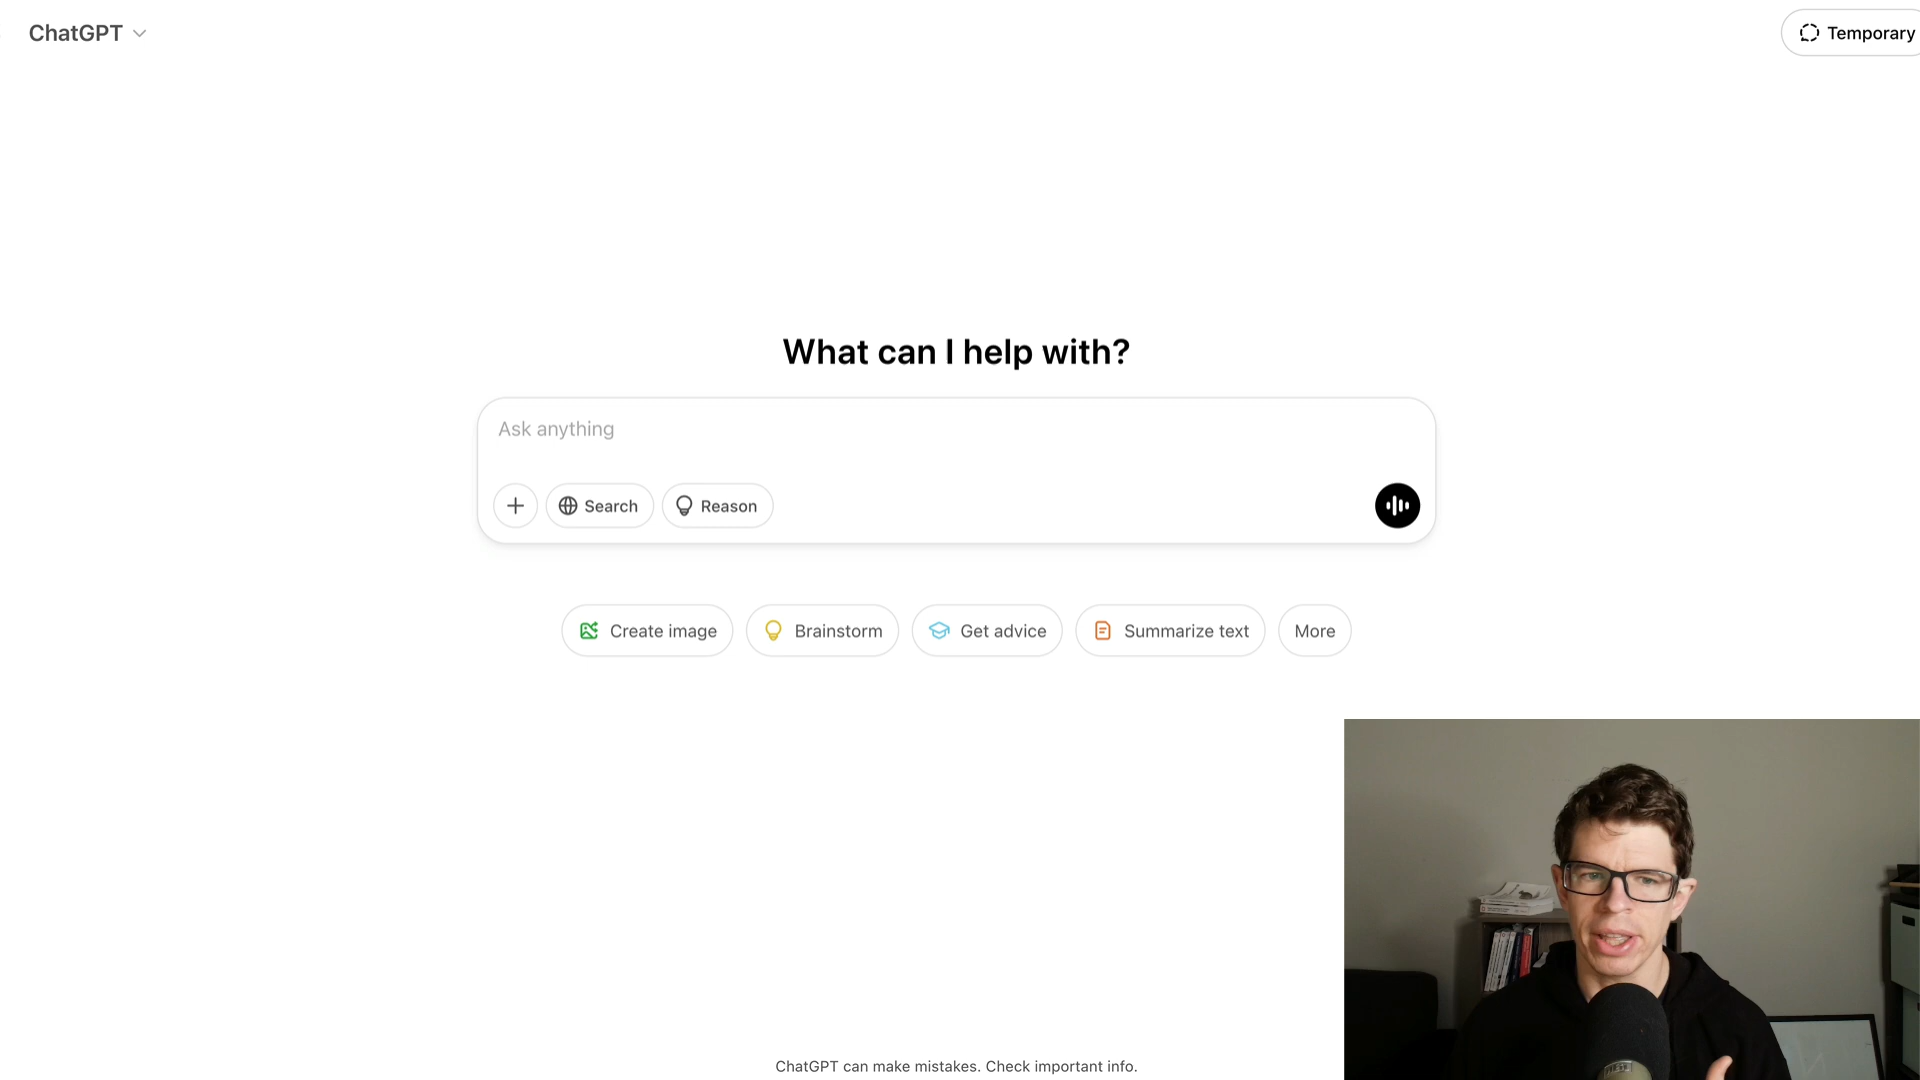 ChatGPT
Temporary
What can I help with?
Ask anything
Search
Reason
Create image
Brainstorm
Get advice
Summarize text
More
ChatGPT can make mistakes. Check important info.